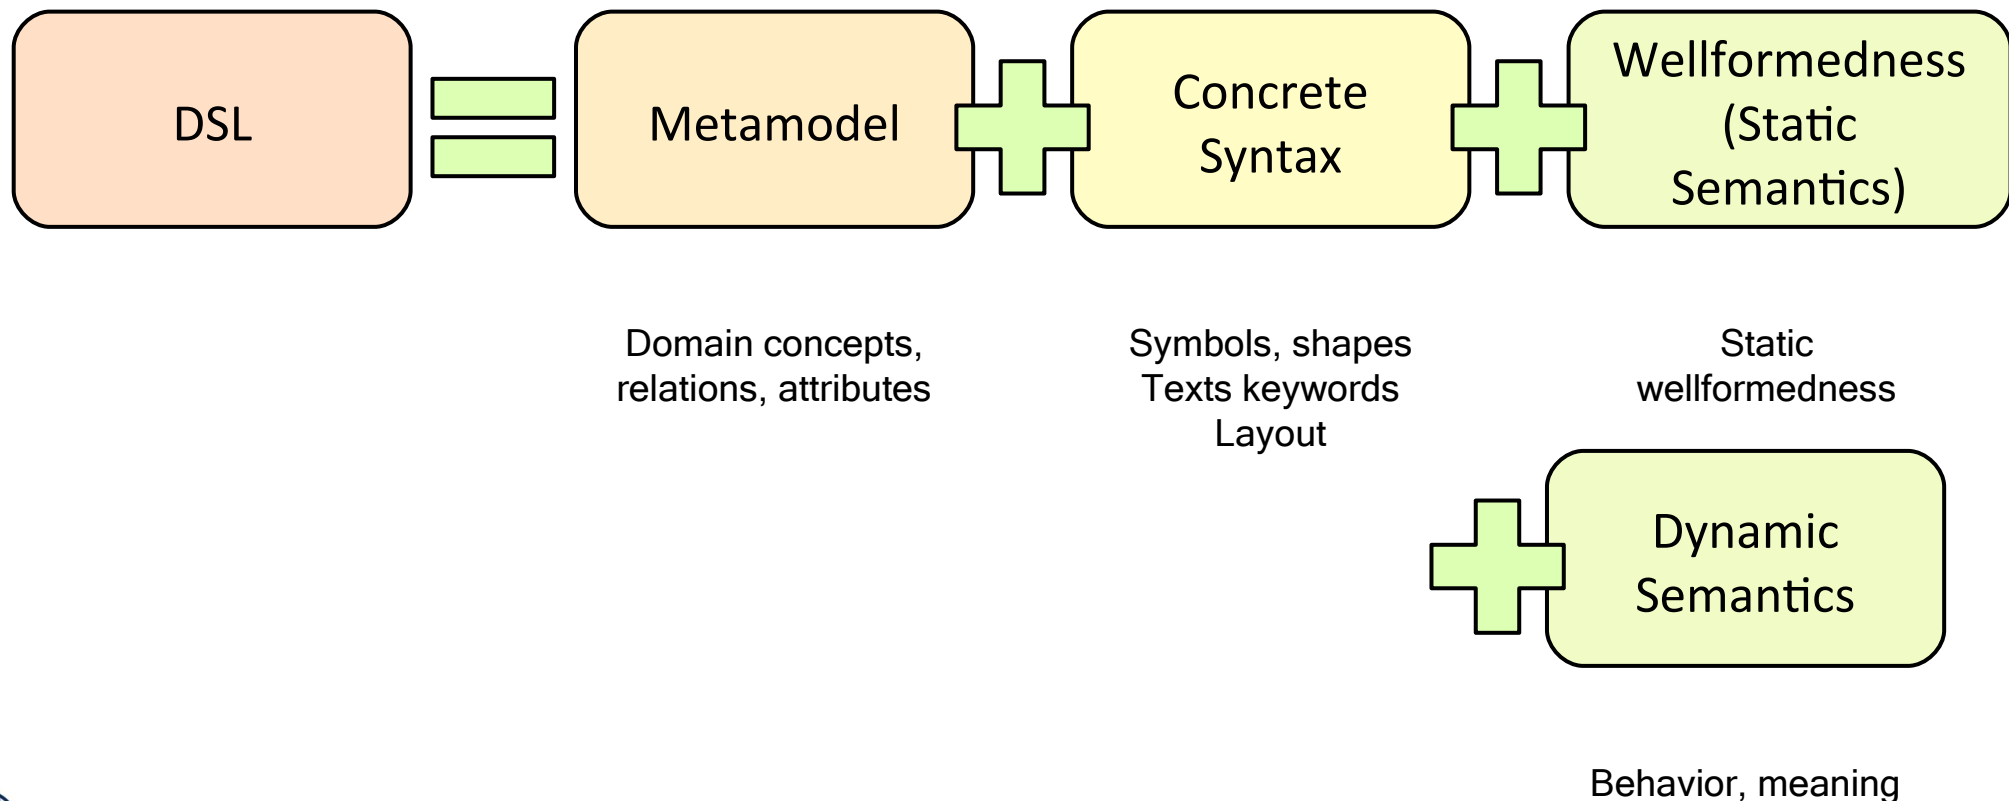 DSL
Metamodel
Concrete
Syntax
Wellformedness
(Static
Semantics)
Domain concepts,
relations, attributes
Symbols, shapes
Texts keywords
Layout
Static
wellformedness
Dynamic
Semantics
Behavior, meaning